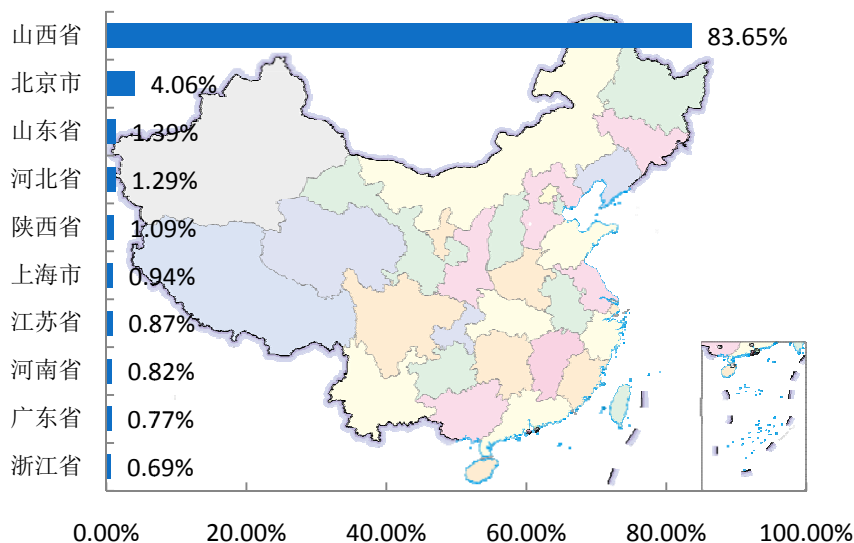 山西省 83.65%
北京市 4.06%
山东省 1.39%
河北省 1.29%
陕西省 1.09%
上海市 0.94%
江苏省 0.87%
河南省 0.82%
广东省 0.77%
浙江省 0.69%
0.00% 20.00% 40.00% 60.00% 80.00% 100.00%